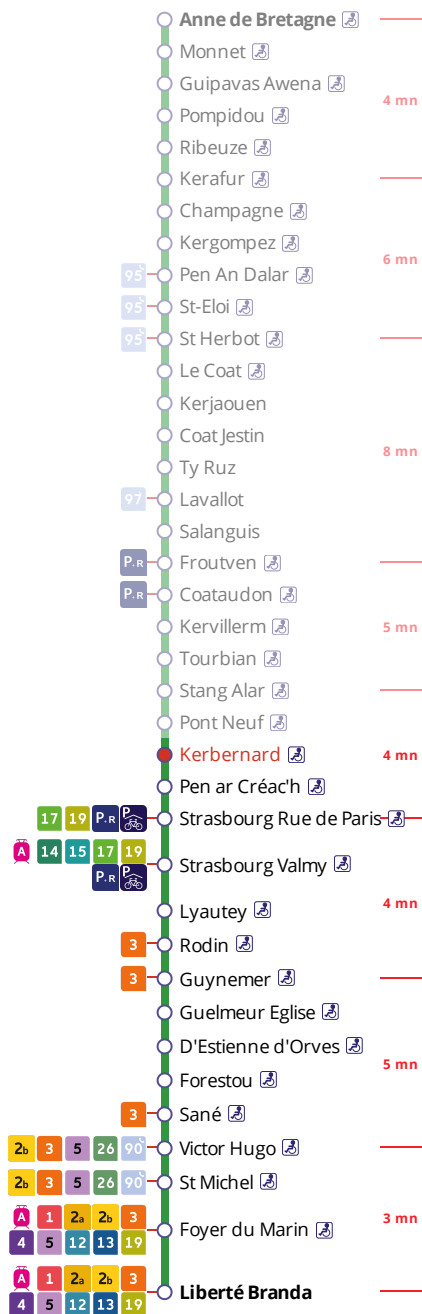 Anne de Bretagne
Monnet
Guipavas Awena
4 mn
Pompidou
Ribeuze
Kerafur
Champagne
Kergompez
6 mn
95 Pen An Dalar
95 St-Eloi
95 St Herbot
Le Coat
Kerjaouen
Coat Jestin
8 mn
Ty Ruz
97 Lavallot
Salanguis
P+R Froutven
P+R Coataudon
Kervillerm
5 mn
Tourbian
Stang Alar
Pont Neuf
Kerbernard
4 mn
Pen ar Créac'h
17 19 P+R P Strasbourg Rue de Paris
A 14 15 17 19
P+R P
Strasbourg Valmy
4 mn
Lyautey
3 Rodin
3 Guynemer
Guelmeur Eglise
D'Estienne d'Orves
5 mn
Forestou
3 Sané
2b 3 5 26 90 Victor Hugo
2b 3 5 26 90 St Michel
A 1 2a 2b 3
4 5 12 13 19
Foyer du Marin
3 mn
A 1 2a 2b 3
4 5 12 13 19
Liberté Branda